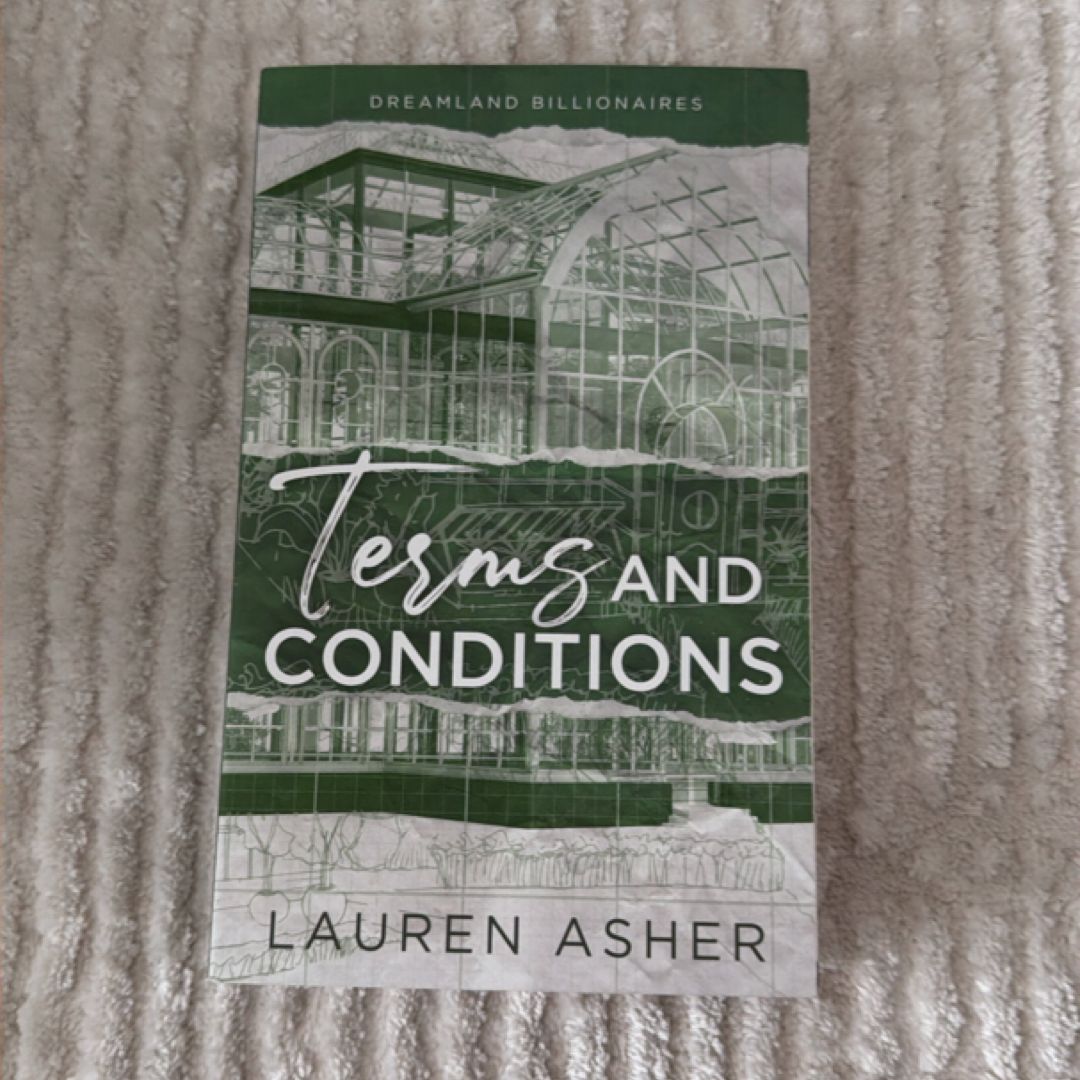 DREAMLAND BILLIONAIRES
Terms AND
CONDITIONS
LAUREN ASHER